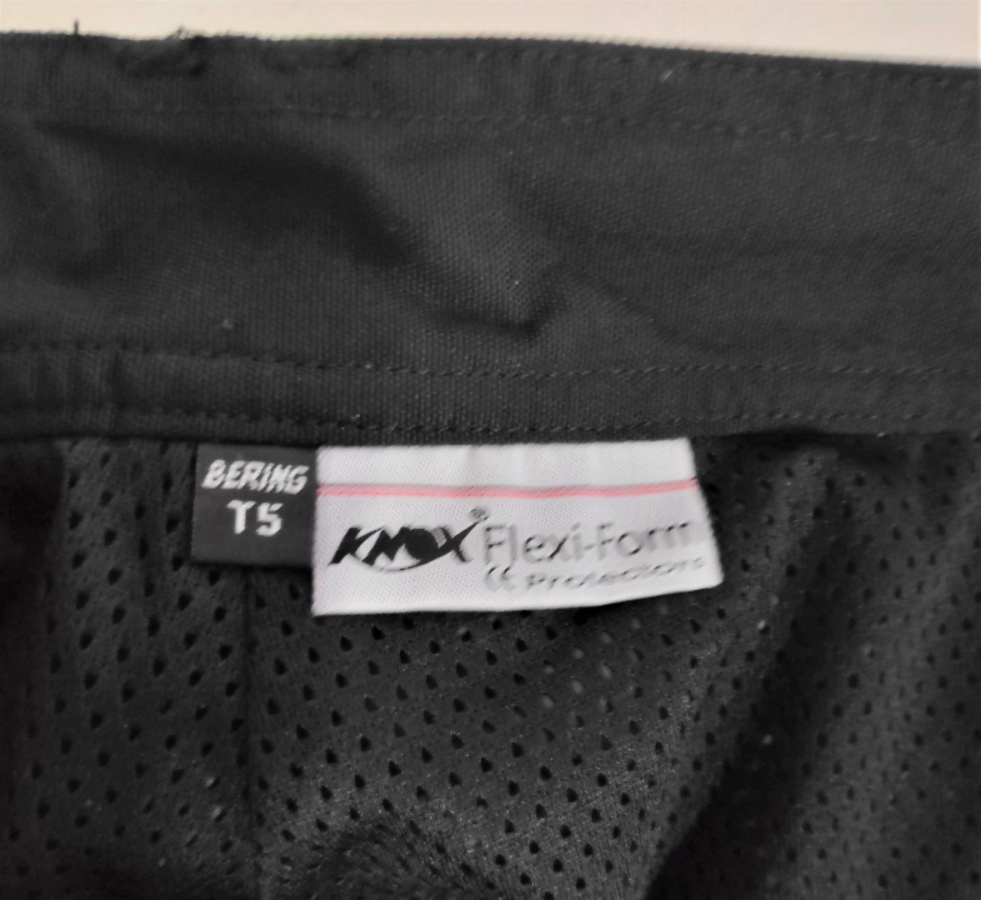 BERING
T5
KNOX® Flexi-Form
CE Protectors